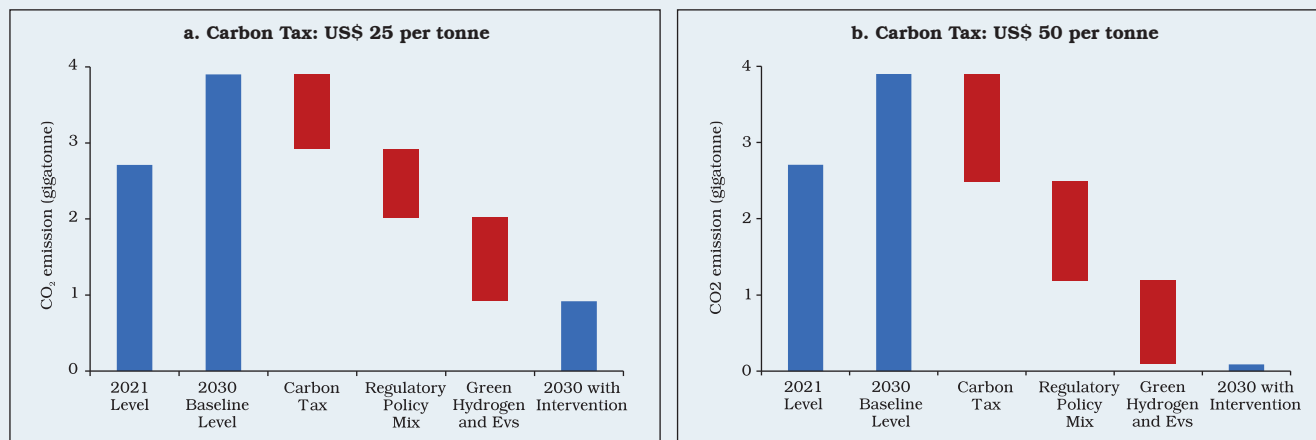 a. Carbon Tax: US$ 25 per tonne
CO₂ emission (gigatonne)
4
3
2
1
0
2021
Level
2030
Baseline
Level
Carbon
Tax
Regulatory
Policy
Mix
Green
Hydrogen
and Evs
2030 with
Intervention
b. Carbon Tax: US$ 50 per tonne
CO2 emission (gigatonne)
4
3
2
1
0
2021
Level
2030
Baseline
Level
Carbon
Tax
Regulatory
Policy
Mix
Green
Hydrogen
and Evs
2030 with
Intervention